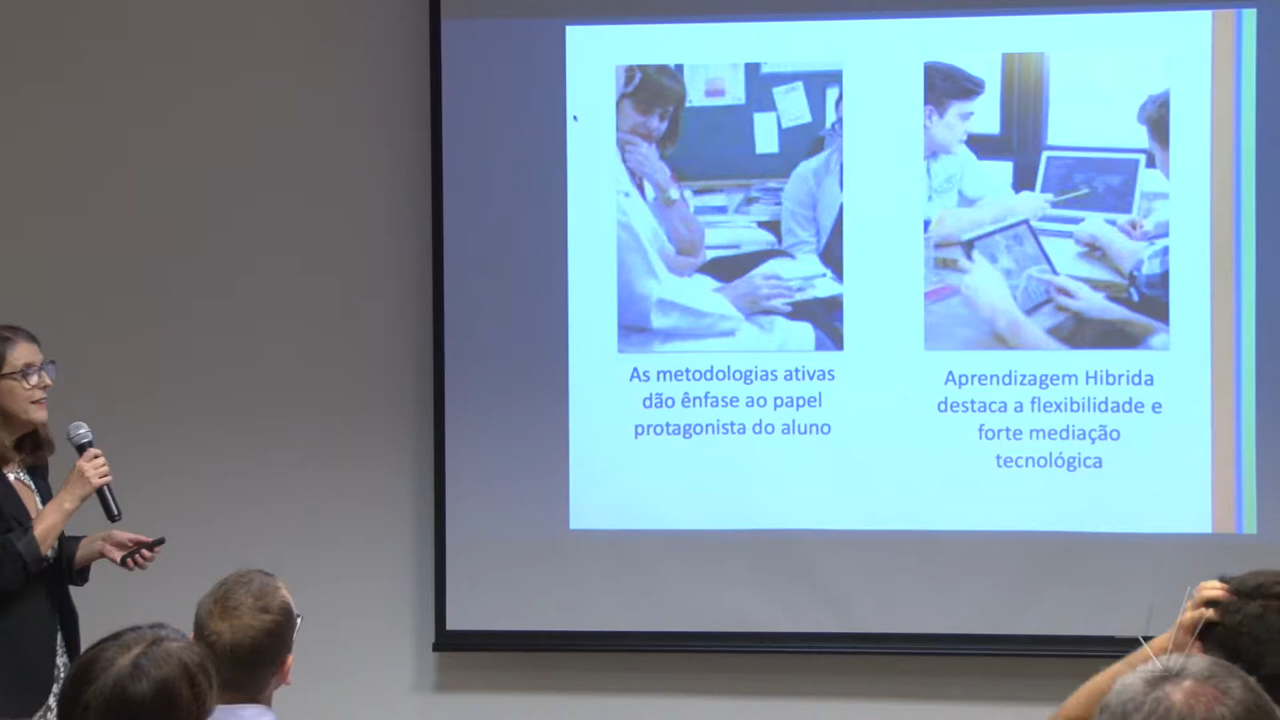 As metodologias ativas
dão ênfase ao papel
protagonista do aluno
Aprendizagem Hibrida
destaca a flexibilidade e
forte mediação
tecnológica